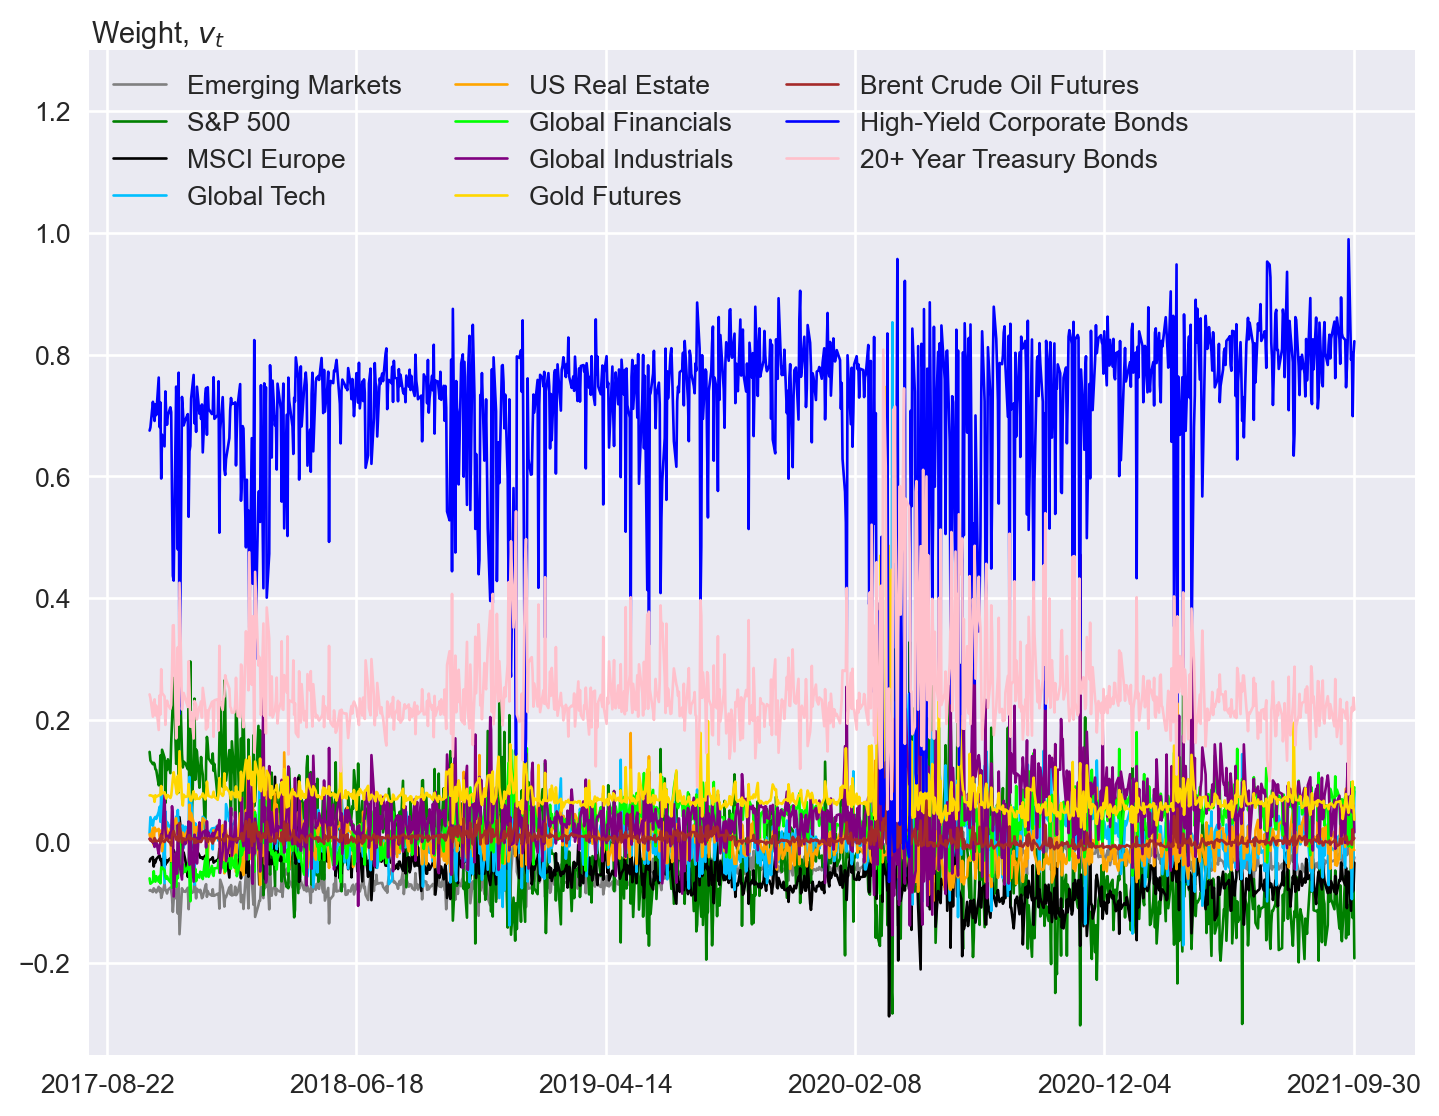 Weight, vₜ
Emerging Markets
S&P 500
MSCI Europe
Global Tech
US Real Estate
Global Financials
Global Industrials
Gold Futures
Brent Crude Oil Futures
High-Yield Corporate Bonds
20+ Year Treasury Bonds
1.2
1.0
0.8
0.6
0.4
0.2
0.0
−0.2
2017-08-22 2018-06-18 2019-04-14 2020-02-08 2020-12-04 2021-09-30